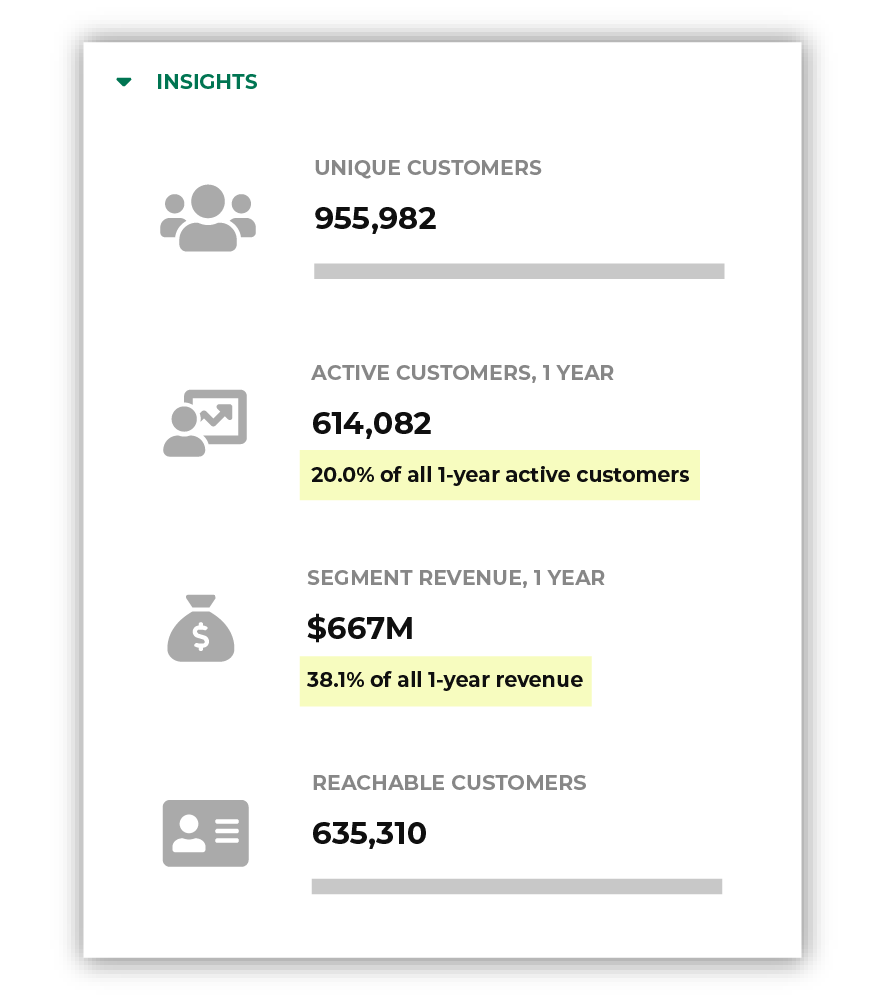 INSIGHTS
UNIQUE CUSTOMERS
955,982
ACTIVE CUSTOMERS, 1 YEAR
614,082
20.0% of all 1-year active customers
SEGMENT REVENUE, 1 YEAR
$667M
38.1% of all 1-year revenue
REACHABLE CUSTOMERS
635,310